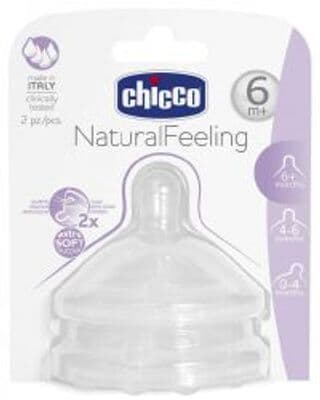 made in
ITALY
clinically
tested
2 pz/pcs.
chicco
6
m+
NaturalFeeling
2x
extra
SOFT
6+
months
4-6
months
0-4
months